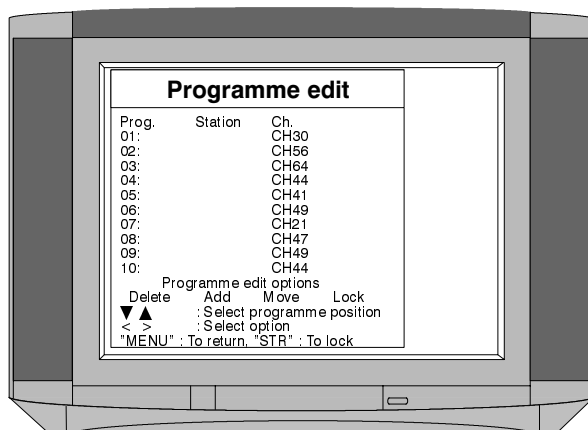 Programme edit
Prog. Station Ch.
01: CH30
02: CH56
03: CH64
04: CH44
05: CH41
06: CH49
07: CH21
08: CH47
09: CH49
10: CH44
Programme edit options
Delete Add Move Lock
▼ ▲ : Select programme position
< > : Select option
"MENU" : To return, "STR" : To lock